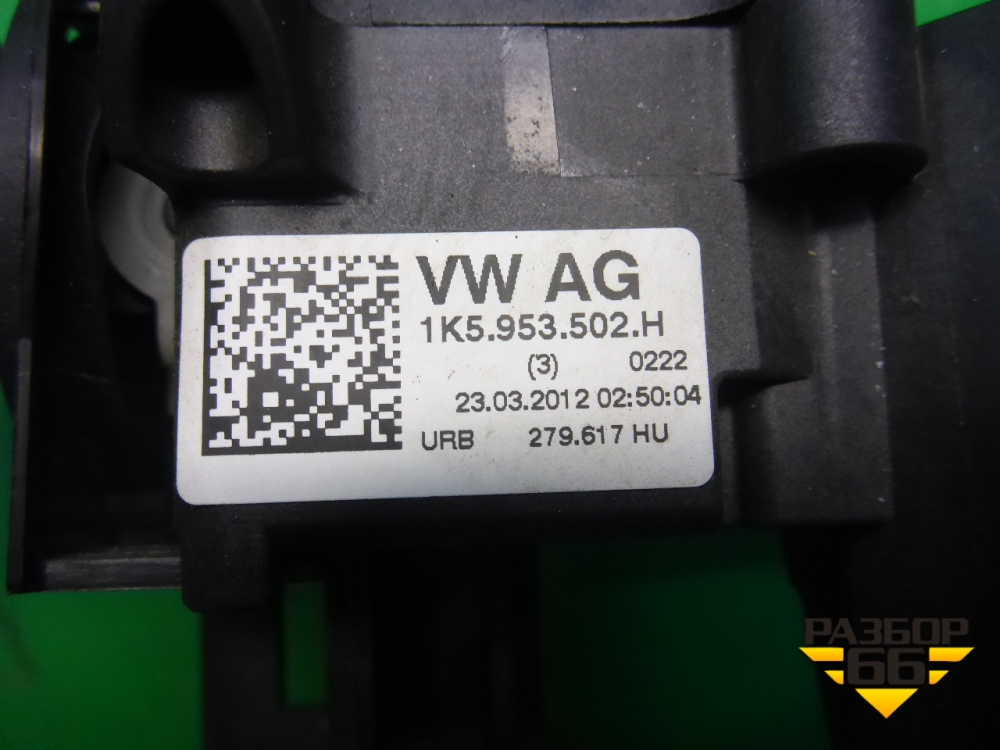 VW AG
1K5.953.502.H
(3) 0222
23.03.2012 02:50:04
URB 279.617 HU
РАЗБОР
66